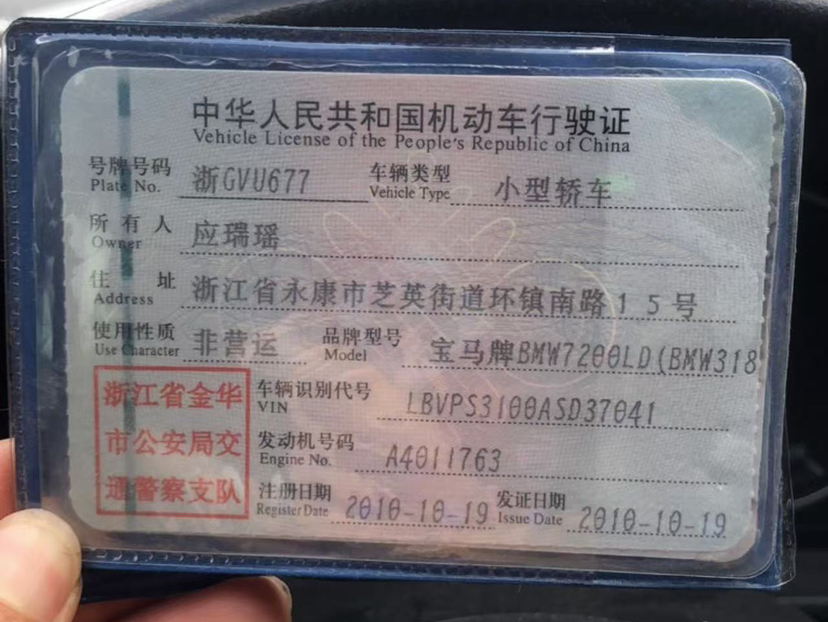 中华人民共和国机动车行驶证
Vehicle License of the People's Republic of China
号牌号码 浙GVU677 车辆类型 小型轿车
Plate No. Vehicle Type
所有人 应瑞瑶
Owner
住址 浙江省永康市芝英街道环镇南路15号
Address
使用性质 非营运 品牌型号 宝马牌BMW7200LD(BMW318
Use Character Model
浙江省金华
市公安局交
通警察支队
车辆识别代号 LBVPS3100ASD37041
VIN
发动机号码 A4011763
Engine No.
注册日期 2010-10-19 发证日期 2010-10-19
Register Date Issue Date